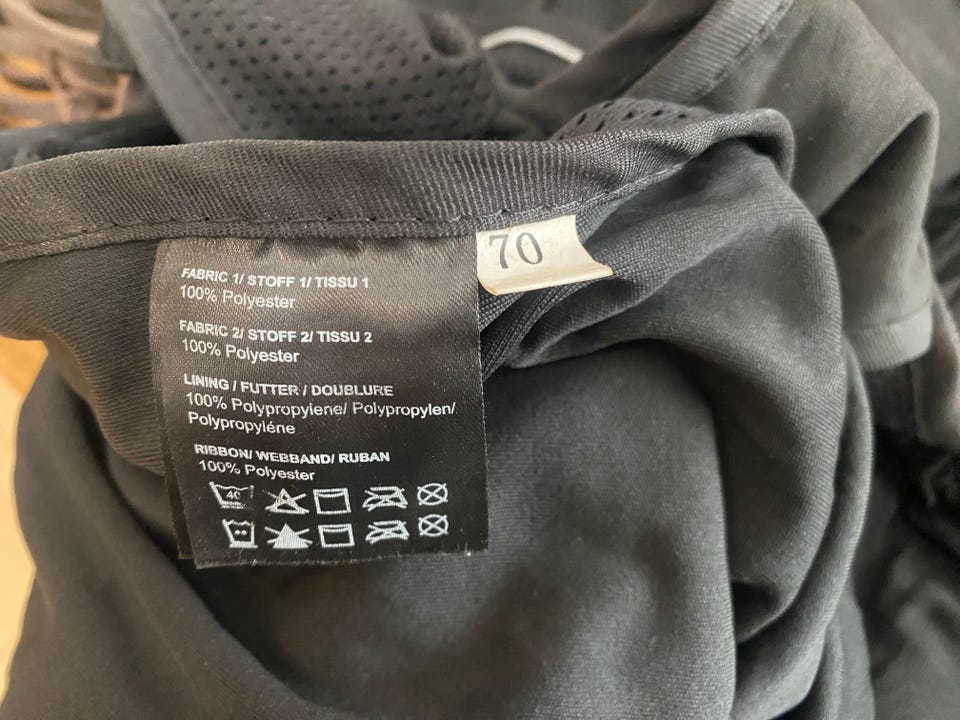 70
FABRIC 1/ STOFF 1/ TISSU 1
100% Polyester
FABRIC 2/ STOFF 2/ TISSU 2
100% Polyester
LINING / FUTTER / DOUBLURE
100% Polypropylene/ Polypropylen/
Polypropyléne
RIBBON/ WEBBAND/ RUBAN
100% Polyester
40